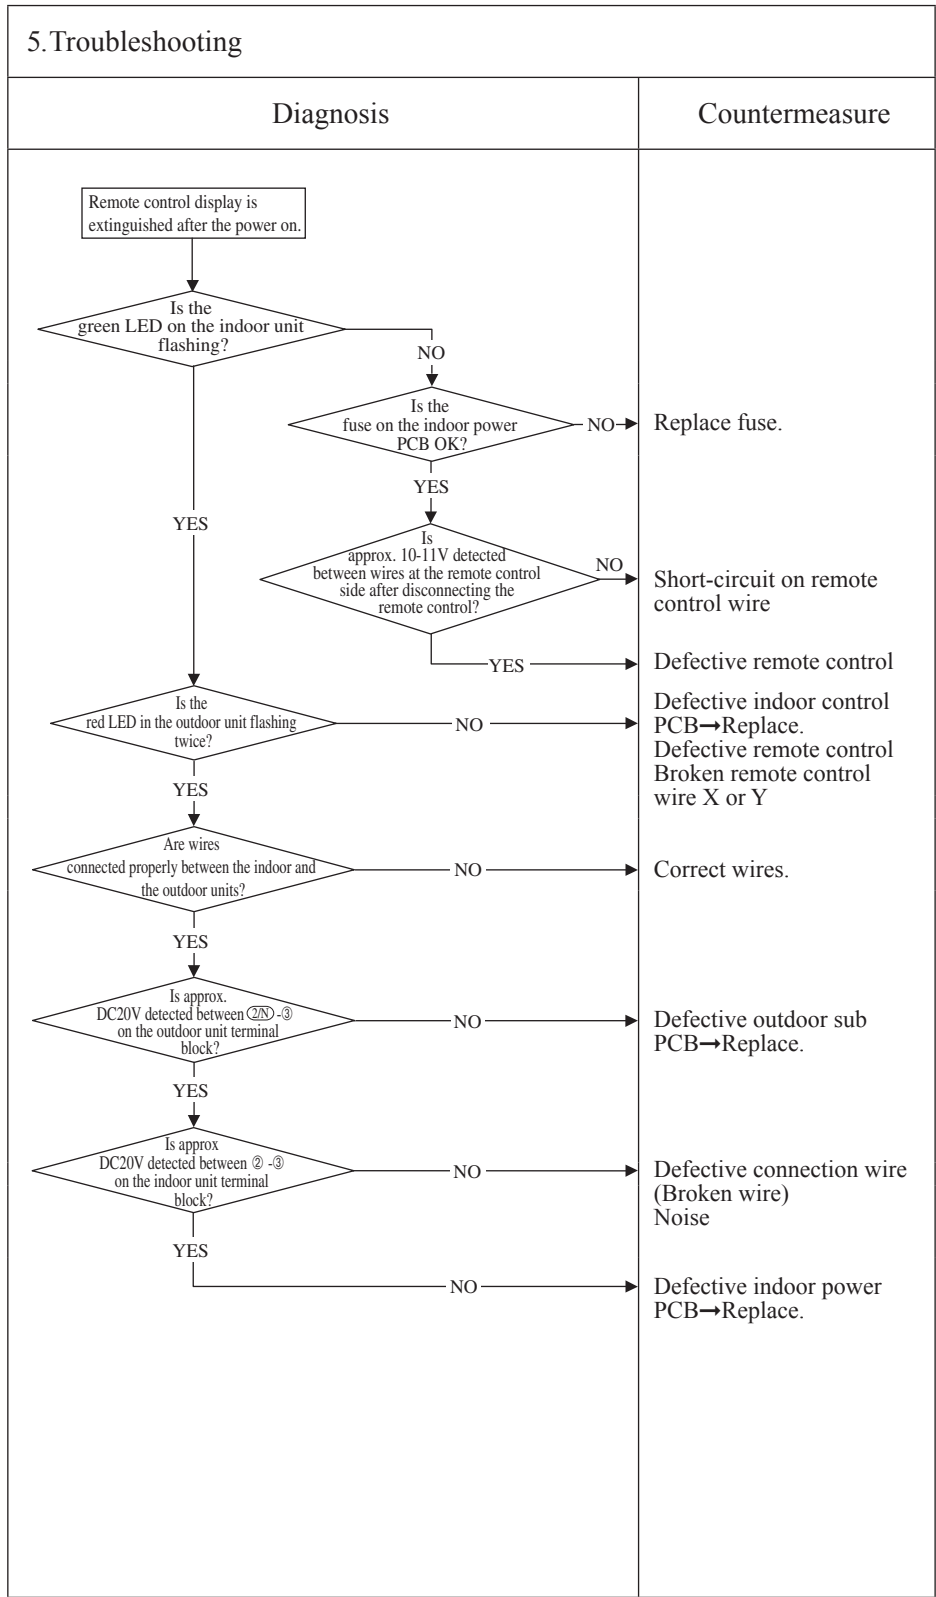 5.Troubleshooting
Diagnosis
Countermeasure
Remote control display is
extinguished after the power on.
Is the
green LED on the indoor unit
flashing?
NO
Is the
fuse on the indoor power
PCB OK?
NO
Replace fuse.
YES
YES
Is
approx. 10-11V detected
between wires at the remote control
side after disconnecting the
remote control?
NO
Short-circuit on remote
control wire
YES
Defective remote control
Is the
red LED in the outdoor unit flashing
twice?
NO
Defective indoor control
PCB→Replace.
Defective remote control
Broken remote control
wire X or Y
YES
Are wires
connected properly between the indoor and
the outdoor units?
NO
Correct wires.
YES
Is approx.
DC20V detected between 2/N -③
on the outdoor unit terminal
block?
NO
Defective outdoor sub
PCB→Replace.
YES
Is approx
DC20V detected between ② -③
on the indoor unit terminal
block?
NO
Defective connection wire
(Broken wire)
Noise
YES
NO
Defective indoor power
PCB→Replace.